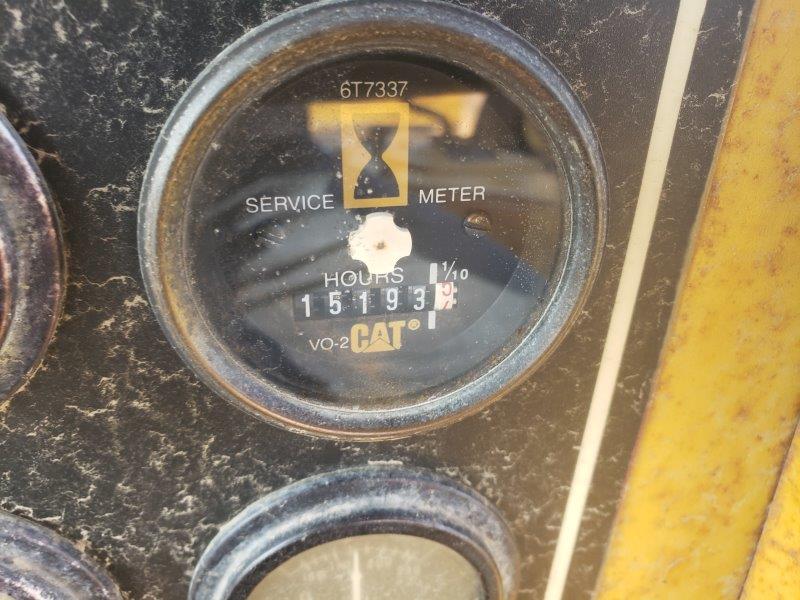 6T7337
SERVICE METER
HOURS 1/10
15193
VO-2 CAT®